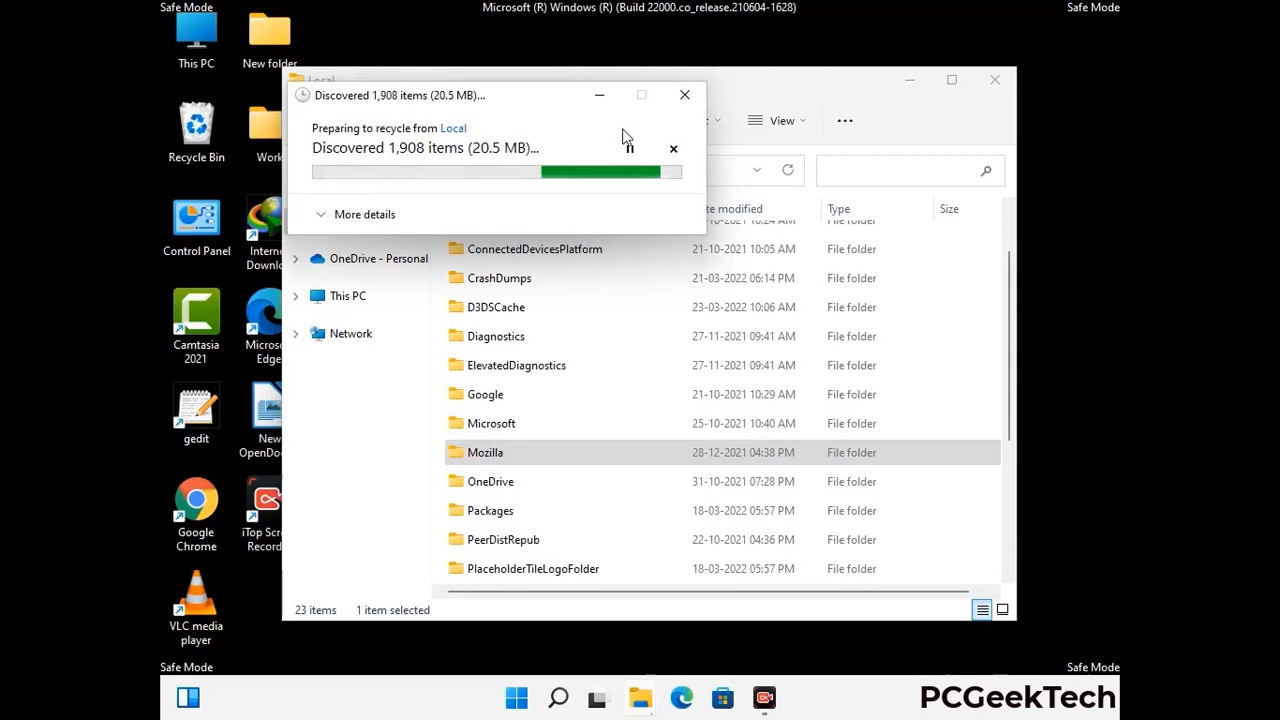 Safe Mode
Microsoft (R) Windows (R) (Build 22000.co_release.210604-1628)
Safe Mode
This PC
New folder
Recycle Bin
Work
Control Panel
Camtasia
2021
gedit
New
Google
Chrome
VLC media
player
Local
Discovered 1,908 items (20.5 MB)...
Preparing to recycle from Local
Discovered 1,908 items (20.5 MB)...
More details
View
Type
Size
OneDrive - Personal
This PC
Network
ConnectedDevicesPlatform 21-10-2021 10:05 AM File folder
CrashDumps 21-03-2022 06:14 PM File folder
D3DSCache 23-03-2022 10:06 AM File folder
Diagnostics 27-11-2021 09:41 AM File folder
ElevatedDiagnostics 27-11-2021 09:41 AM File folder
Google 21-10-2021 10:29 AM File folder
Microsoft 25-10-2021 10:40 AM File folder
Mozilla 28-12-2021 04:38 PM File folder
OneDrive 31-10-2021 07:28 PM File folder
Packages 18-03-2022 05:57 PM File folder
PeerDistRepub 22-10-2021 04:36 PM File folder
PlaceholderTileLogoFolder 18-03-2022 05:57 PM File folder
23 items 1 item selected
Safe Mode
Safe Mode
PCGeekTech